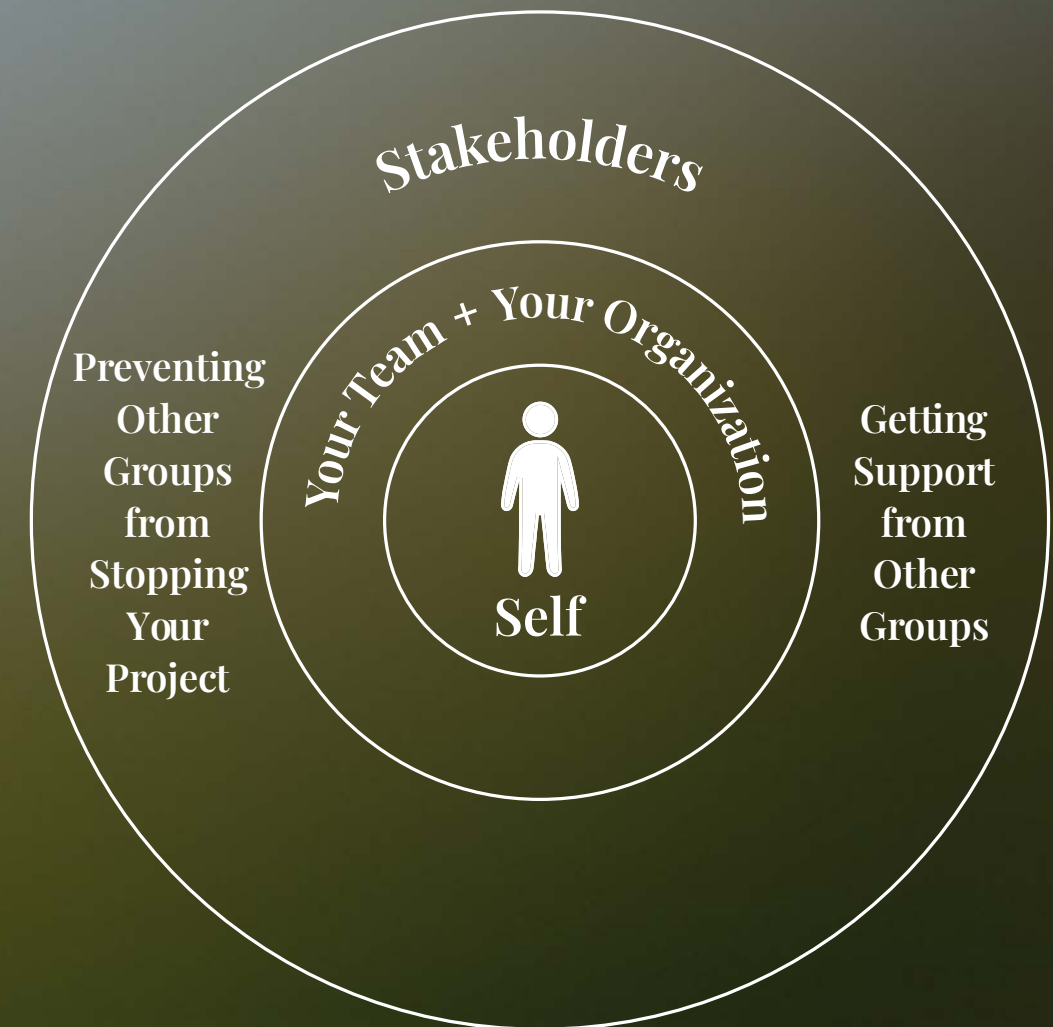 Stakeholders
Your Team + Your Organization
Preventing
Other
Groups
from
Stopping
Your
Project
Self
Getting
Support
from
Other
Groups